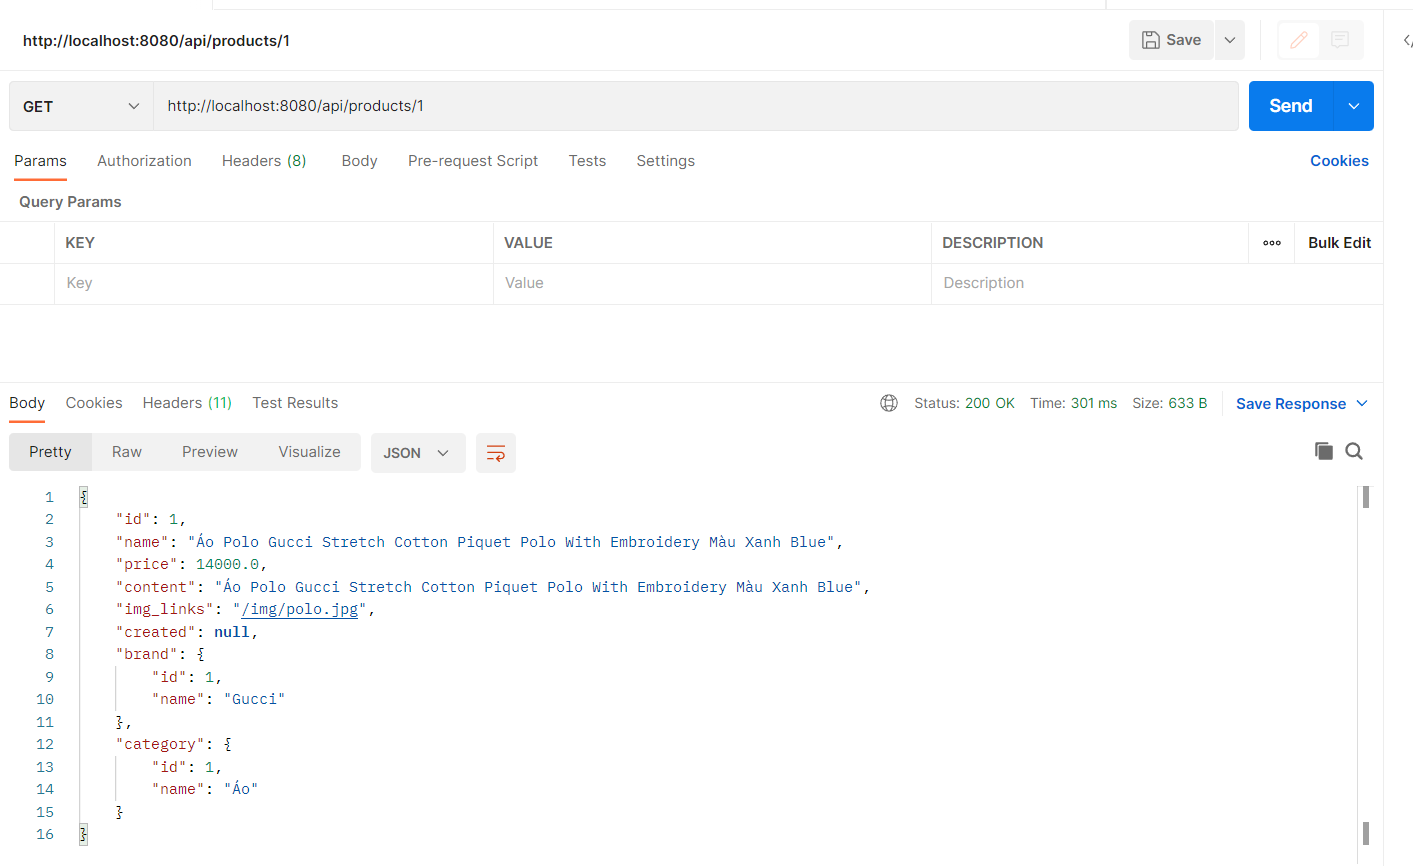 http://localhost:8080/api/products/1
Save
GET http://localhost:8080/api/products/1 Send
Params Authorization Headers (8) Body Pre-request Script Tests Settings Cookies
Query Params
KEY VALUE DESCRIPTION ooo Bulk Edit
Key Value Description
Body Cookies Headers (11) Test Results Status: 200 OK Time: 301 ms Size: 633 B Save Response
Pretty Raw Preview Visualize JSON
1 {
2 "id": 1,
3 "name": "Áo Polo Gucci Stretch Cotton Piquet Polo With Embroidery Màu Xanh Blue",
4 "price": 14000.0,
5 "content": "Áo Polo Gucci Stretch Cotton Piquet Polo With Embroidery Màu Xanh Blue",
6 "img_links": "/img/polo.jpg",
7 "created": null,
8 "brand": {
9 "id": 1,
10 "name": "Gucci"
11 },
12 "category": {
13 "id": 1,
14 "name": "Áo"
15 }
16 }